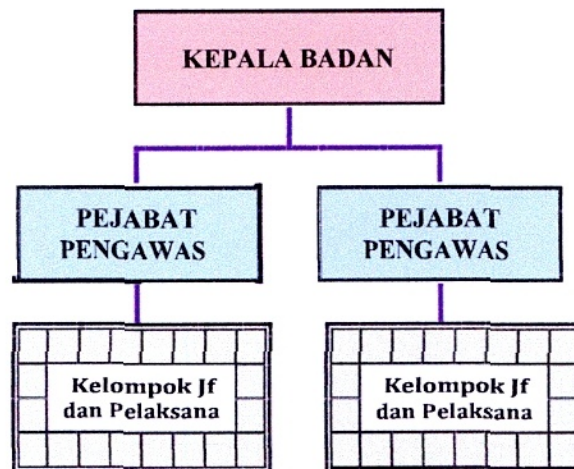 KEPALA BADAN
PEJABAT
PENGAWAS
PEJABAT
PENGAWAS
Kelompok Jf
dan Pelaksana
Kelompok Jf
dan Pelaksana